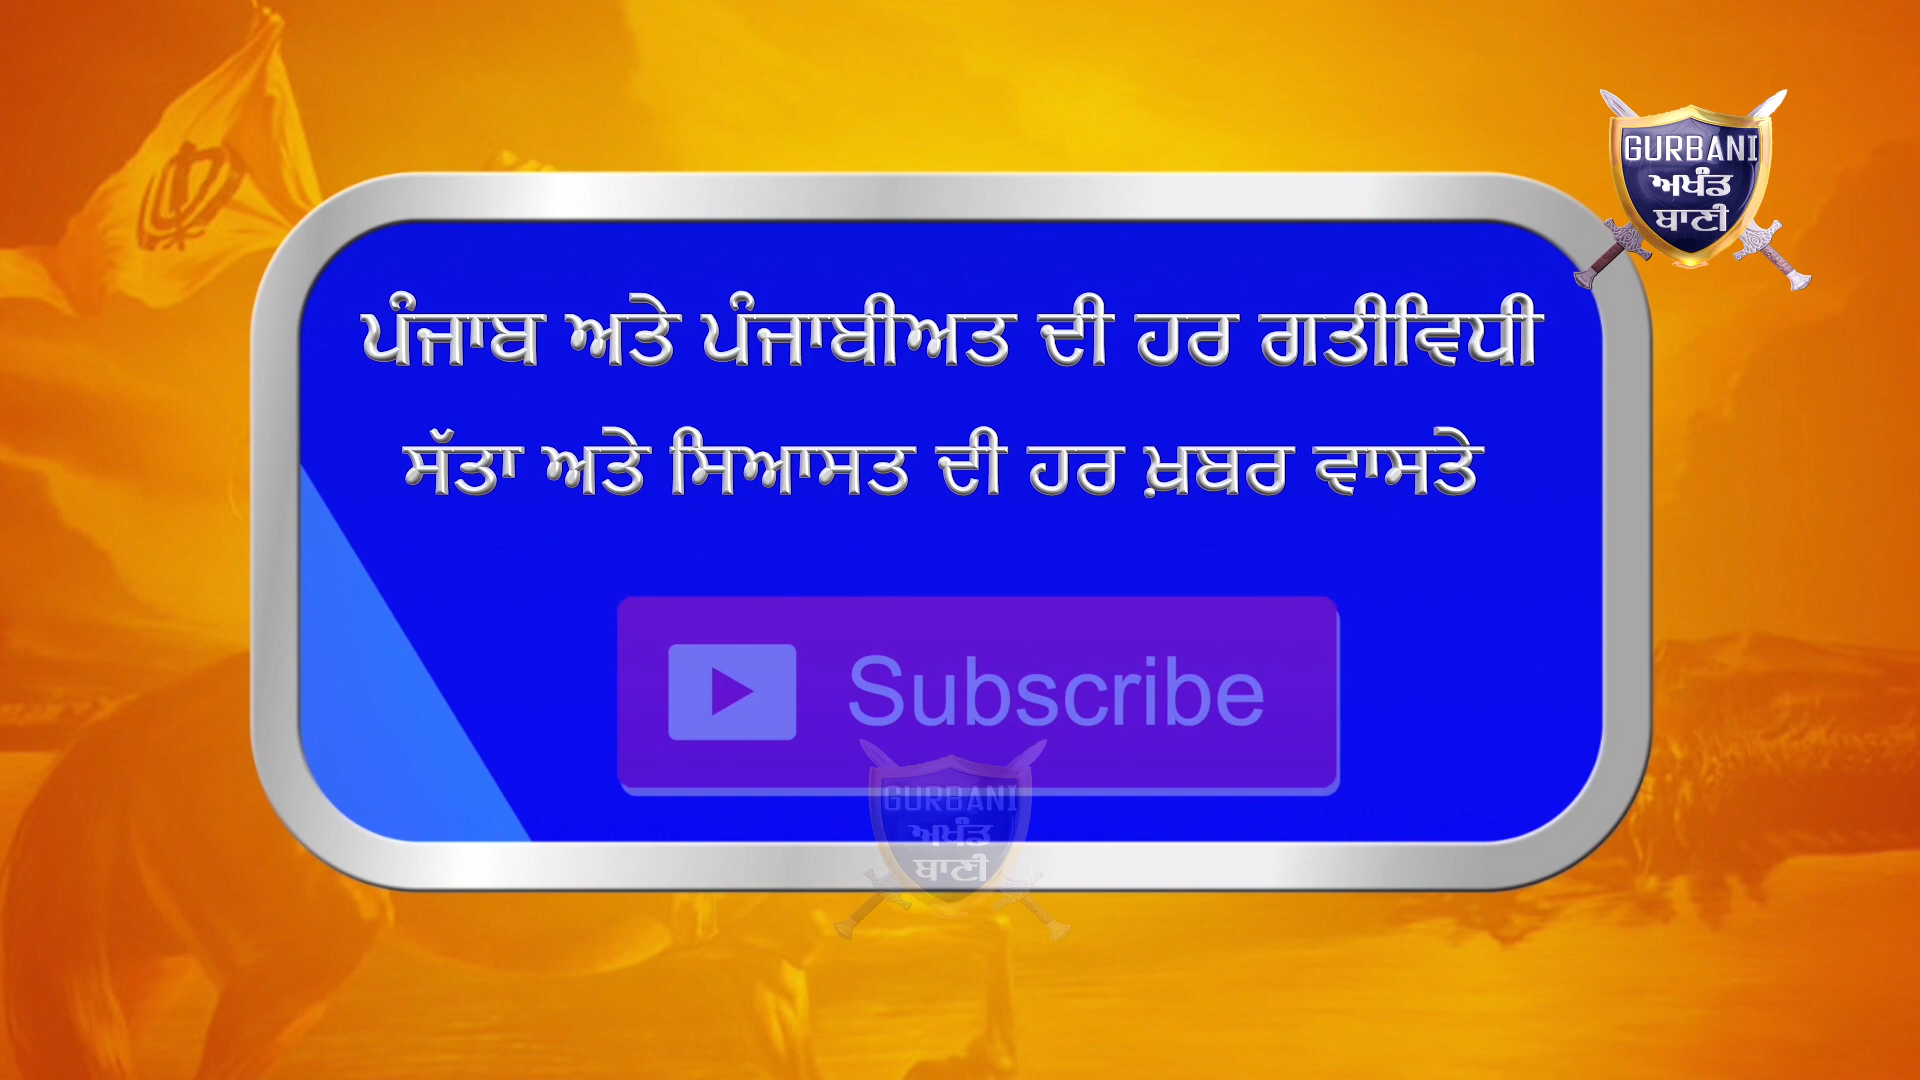 GURBANI
ਅਖੰਡ
ਬਾਣੀ
ਪੰਜਾਬ ਅਤੇ ਪੰਜਾਬੀਅਤ ਦੀ ਹਰ ਗਤੀਵਿਧੀ
ਸੱਤਾ ਅਤੇ ਸਿਆਸਤ ਦੀ ਹਰ ਖ਼ਬਰ ਵਾਸਤੇ
Subscribe
GURBANI
ਅਖੰਡ
ਬਾਣੀ